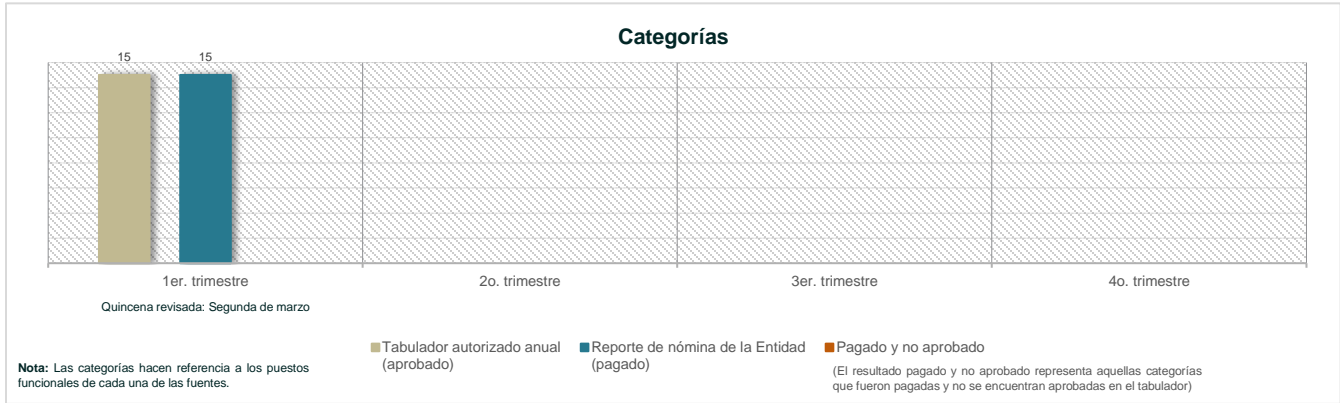 Categorías
15 15
1er. trimestre 2o. trimestre 3er. trimestre 4o. trimestre
Quincena revisada: Segunda de marzo
Tabulador autorizado anual
(aprobado)
Reporte de nómina de la Entidad
(pagado)
Pagado y no aprobado
(El resultado pagado y no aprobado representa aquellas categorías
que fueron pagadas y no se encuentran aprobadas en el tabulador)
Nota: Las categorías hacen referencia a los puestos
funcionales de cada una de las fuentes.